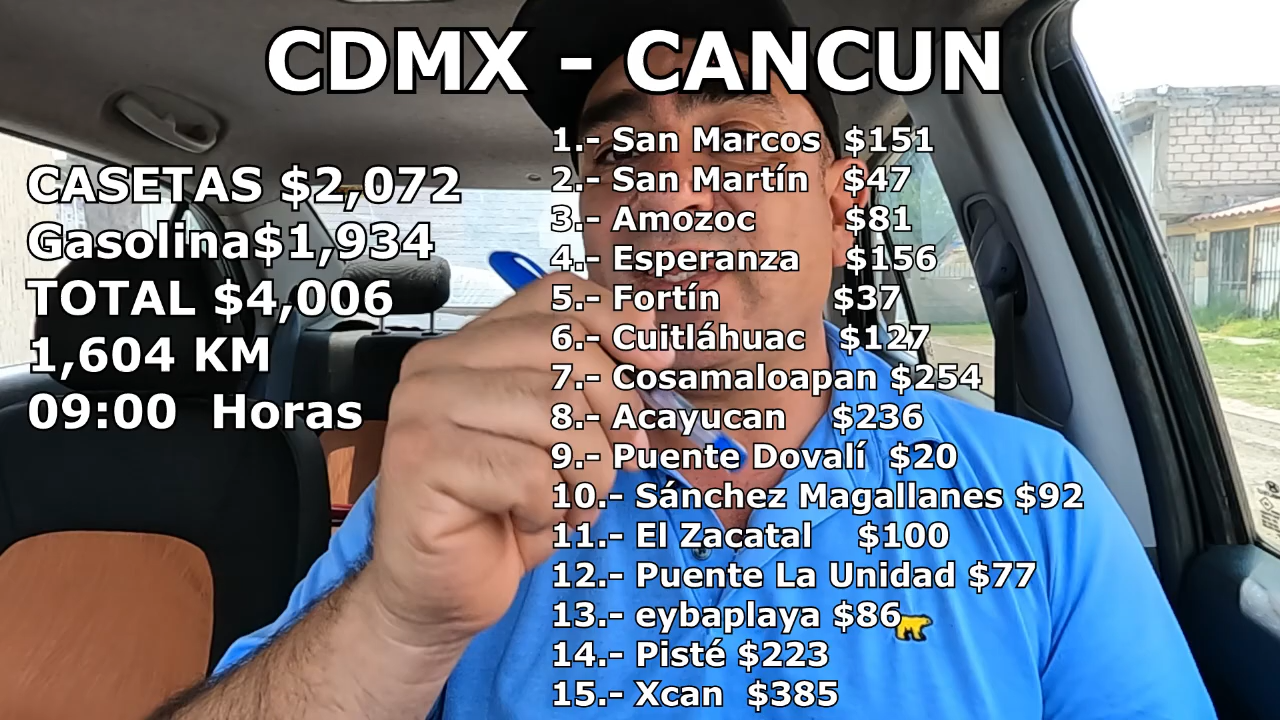 CDMX - CANCUN
CASETAS $2,072
Gasolina$1,934
TOTAL $4,006
1,604 KM
09:00 Horas
1.- San Marcos $151
2.- San Martín $47
3.- Amozoc $81
4.- Esperanza $156
5.- Fortín $37
6.- Cuitláhuac $127
7.- Cosamaloapan $254
8.- Acayucan $236
9.- Puente Dovalí $20
10.- Sánchez Magallanes $92
11.- El Zacatal $100
12.- Puente La Unidad $77
13.- eybaplaya $86
14.- Pisté $223
15.- Xcan $385